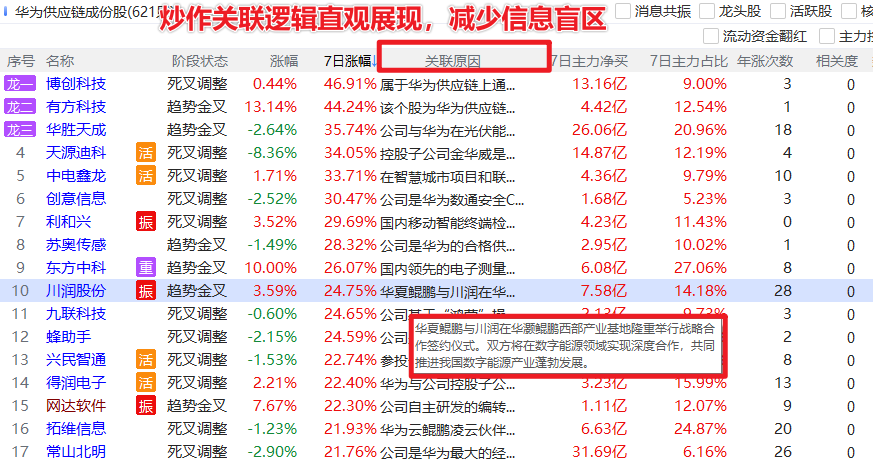 华为供应链成份股(621
炒作关联逻辑直观展现，减少信息盲区
消息共振 龙头股 活跃股 核
流动资金翻红 主力控
序号 名称 阶段状态 涨幅 7日涨幅↓ 关联原因 7日主力净买 7日主力占比 年涨次数 相关度
龙一 博创科技 死叉调整 0.44% 46.91% 属于华为供应链上通... 13.16亿 9.00% 3 0
龙二 有方科技 趋势金叉 13.14% 44.24% 该个股为华为供应链... 4.42亿 12.54% 1 0
龙三 华胜天成 死叉调整 -2.64% 35.74% 公司与华为在光伏能... 26.06亿 20.96% 18 0
4 天源迪科 活 死叉调整 -8.36% 34.05% 控股子公司金华威是... 14.87亿 12.19% 4 0
5 中电鑫龙 活 死叉调整 1.71% 33.71% 在智慧城市项目和联... 4.36亿 9.79% 10 0
6 创意信息 死叉调整 -2.52% 30.47% 公司是华为数通安全C... 1.68亿 5.23% 3 0
7 利和兴 振 死叉调整 3.52% 29.69% 国内移动智能终端检... 4.23亿 11.43% 0 0
8 苏奥传感 趋势金叉 -1.49% 28.32% 公司是华为的合格供... 2.95亿 10.02% 1 0
9 东方中科 重 趋势金叉 10.00% 26.07% 国内领先的电子测量... 6.08亿 27.06% 8 0
10 川润股份 振 趋势金叉 3.59% 24.75% 华夏鲲鹏与川润在华... 7.58亿 14.18% 28 0
11 九联科技 死叉调整 -0.60% 24.65% 公司基于“鸿蒙”操 2.13亿 9.73% 3 0
12 蜂助手 死叉调整 -2.15% 24.59% 公司 2 0
华夏鲲鹏与川润在华灏鲲鹏西部产业基地隆重举行战略合
作签约仪式。双方将在数字能源领域实现深度合作，共同
推进我国数字能源产业蓬勃发展。
13 兴民智通 活 死叉调整 -1.53% 22.74% 参投 8 0
14 得润电子 活 死叉调整 2.21% 22.40% 华为与公司控股子公... 3.23亿 15.99% 13 0
15 网达软件 振 趋势金叉 7.67% 22.30% 公司自主研发的编转... 1.11亿 12.07% 9 0
16 拓维信息 死叉调整 -1.23% 21.93% 华为云鲲鹏凌云伙伴... 6.63亿 24.87% 20 0
17 常山北明 死叉调整 -2.90% 21.76% 公司是华为最大的经... 31.69亿 6.16% 26 0